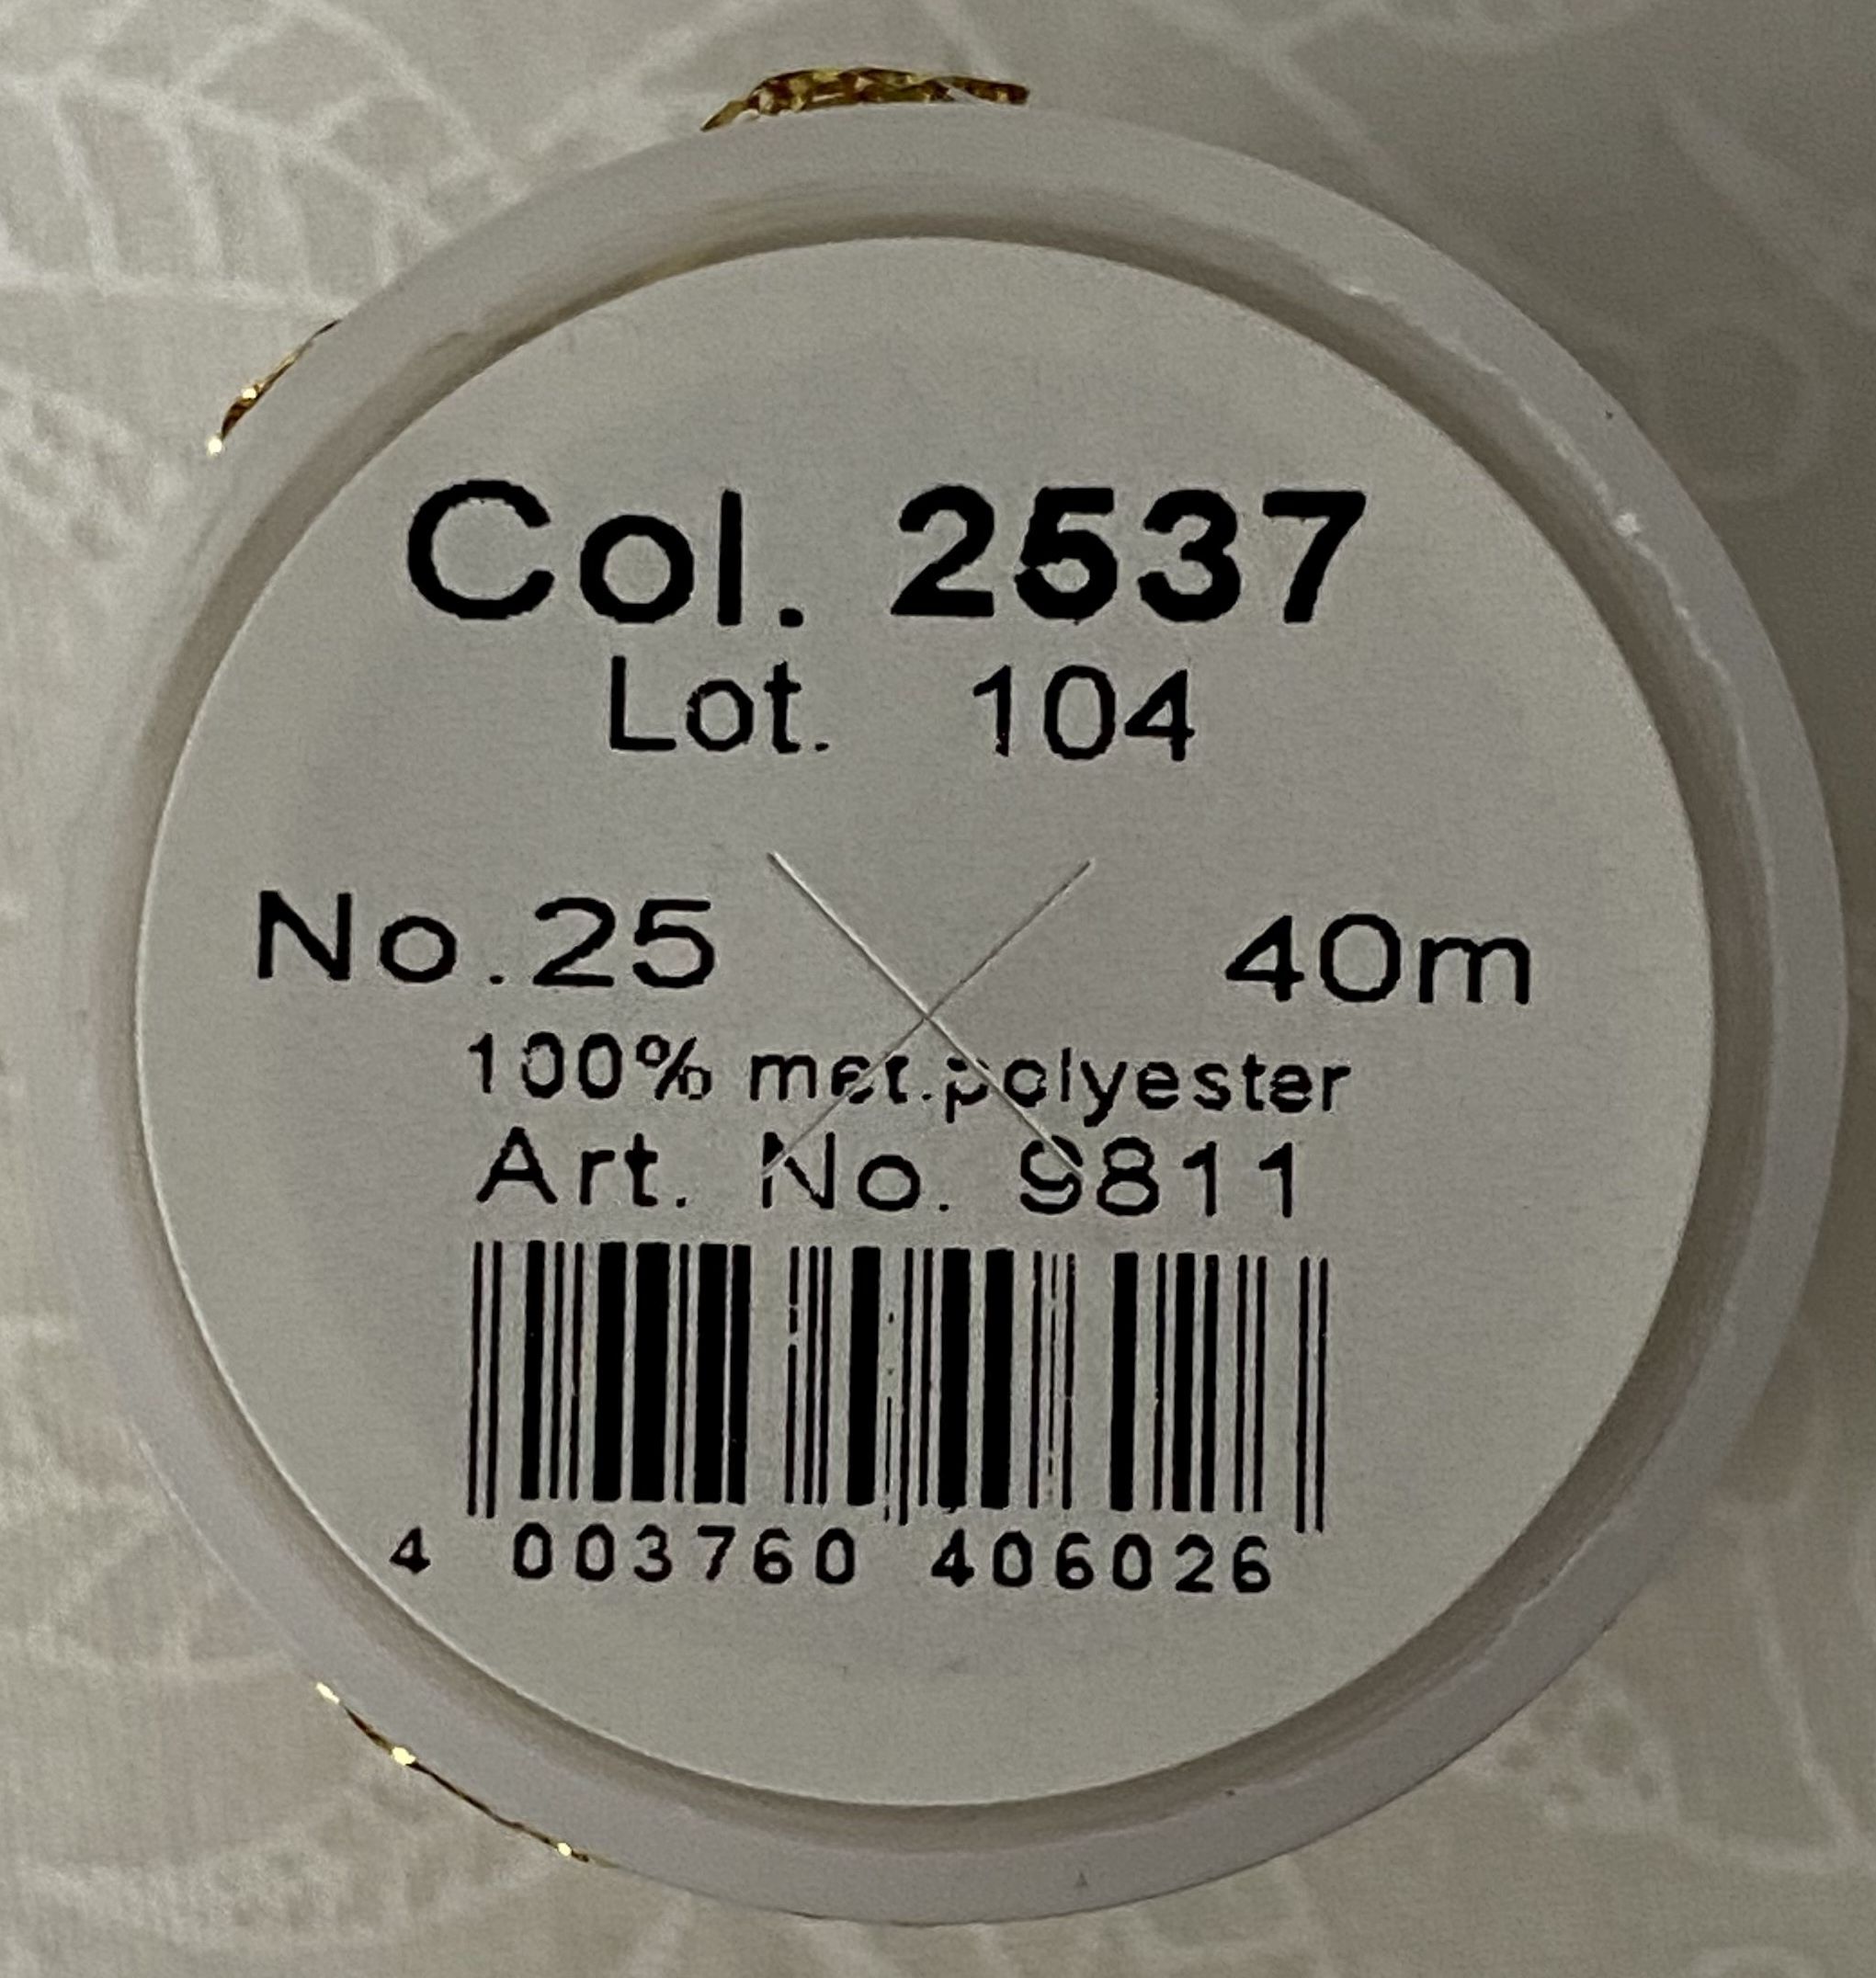 Col. 2537
Lot. 104
No.25 40m
100% met.polyester
Art. No. 9811
4 003760 406026